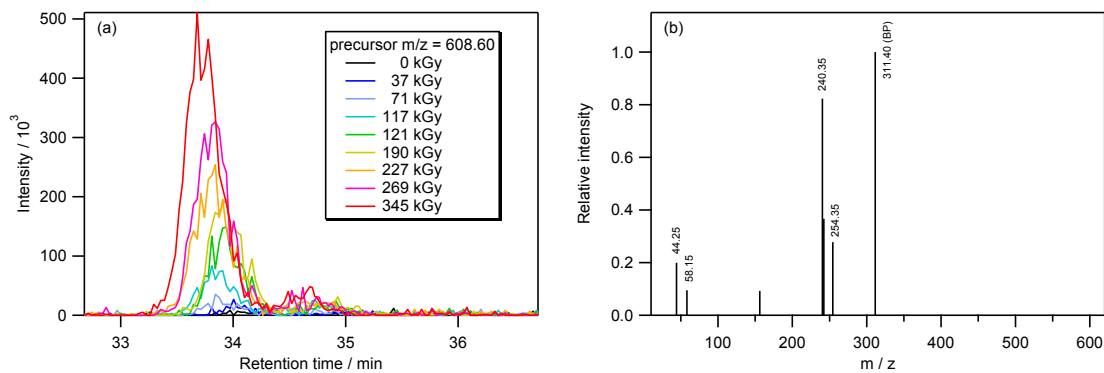 (a)
Intensity / 10³
500
400
300
200
100
0
33
34
35
36
Retention time / min
precursor m/z = 608.60
0 kGy
37 kGy
71 kGy
117 kGy
121 kGy
190 kGy
227 kGy
269 kGy
345 kGy
(b)
Relative intensity
1.0
0.8
0.6
0.4
0.2
0.0
44.25
58.15
240.35
254.35
311.40 (BP)
100
200
300
400
500
600
m / z